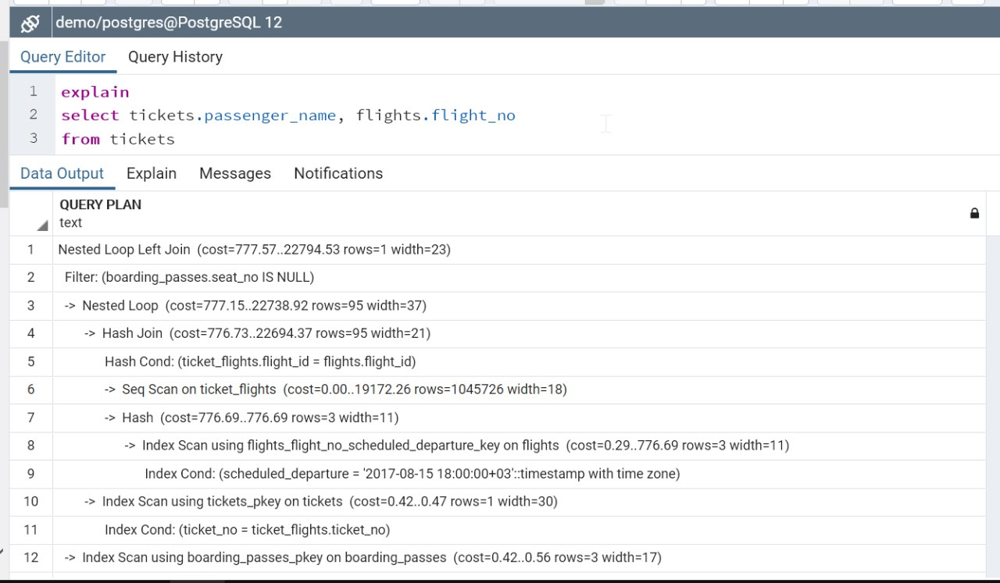 demo/postgres@PostgreSQL 12
Query Editor Query History
1 explain
2 select tickets.passenger_name, flights.flight_no
3 from tickets
Data Output Explain Messages Notifications
QUERY PLAN
text
1 Nested Loop Left Join (cost=777.57..22794.53 rows=1 width=23)
2 Filter: (boarding_passes.seat_no IS NULL)
3 -> Nested Loop (cost=777.15..22738.92 rows=95 width=37)
4 -> Hash Join (cost=776.73..22694.37 rows=95 width=21)
5 Hash Cond: (ticket_flights.flight_id = flights.flight_id)
6 -> Seq Scan on ticket_flights (cost=0.00..19172.26 rows=1045726 width=18)
7 -> Hash (cost=776.69..776.69 rows=3 width=11)
8 -> Index Scan using flights_flight_no_scheduled_departure_key on flights (cost=0.29..776.69 rows=3 width=11)
9 Index Cond: (scheduled_departure = '2017-08-15 18:00:00+03'::timestamp with time zone)
10 -> Index Scan using tickets_pkey on tickets (cost=0.42..0.47 rows=1 width=30)
11 Index Cond: (ticket_no = ticket_flights.ticket_no)
12 -> Index Scan using boarding_passes_pkey on boarding_passes (cost=0.42..0.56 rows=3 width=17)